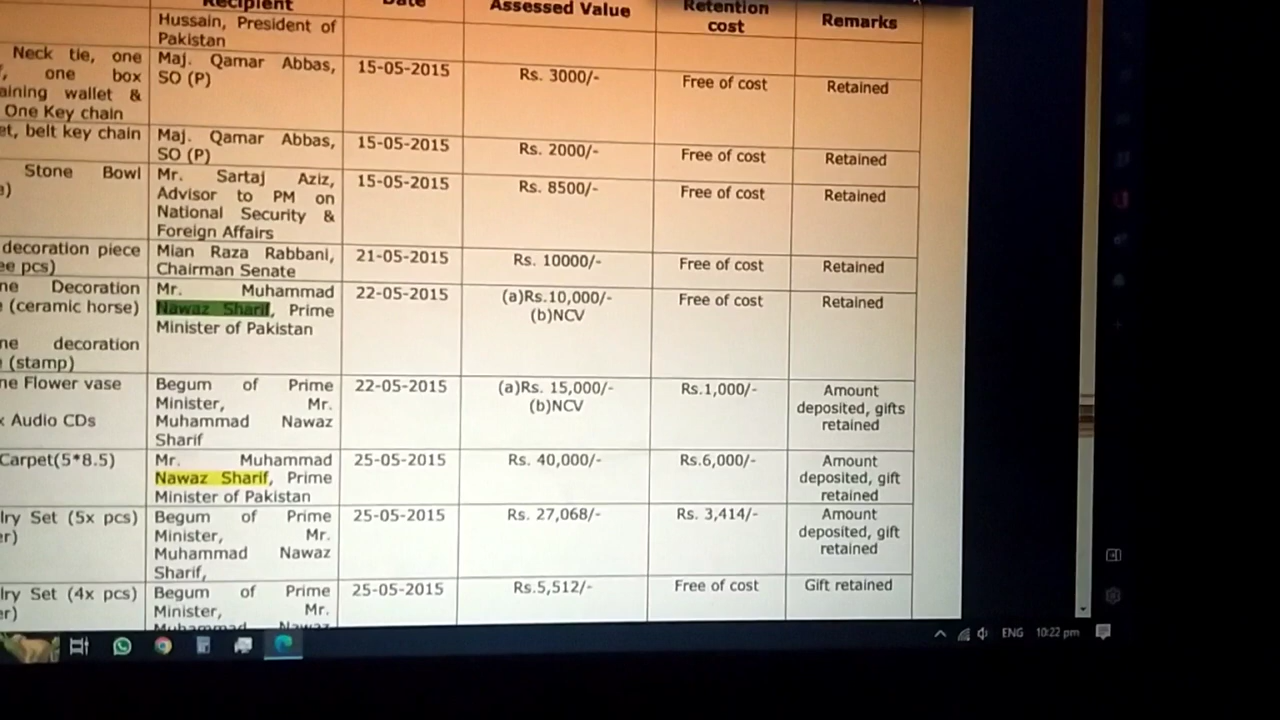 Recipient Date Assessed Value Retention cost Remarks
Hussain, President of
Pakistan
Neck tie, one
one box
wallet &
One Key chain
Maj. Qamar Abbas,
SO (P)
15-05-2015
Rs. 3000/-
Free of cost
Retained
belt key chain
Maj. Qamar Abbas,
SO (P)
15-05-2015
Rs. 2000/-
Free of cost
Retained
Stone Bowl
Mr. Sartaj Aziz,
Advisor to PM on
National Security &
Foreign Affairs
15-05-2015
Rs. 8500/-
Free of cost
Retained
decoration piece
pcs)
Mian Raza Rabbani,
Chairman Senate
21-05-2015
Rs. 10000/-
Free of cost
Retained
Decoration
(ceramic horse)
decoration
(stamp)
Mr. Muhammad
Nawaz Sharif, Prime
Minister of Pakistan
22-05-2015
(a)Rs.10,000/-
(b)NCV
Free of cost
Retained
Flower vase
Audio CDs
Begum of Prime
Minister, Mr.
Muhammad Nawaz
Sharif
22-05-2015
(a)Rs. 15,000/-
(b)NCV
Rs.1,000/-
Amount
deposited, gifts
retained
Carpet(5*8.5)
Mr. Muhammad
Nawaz Sharif, Prime
Minister of Pakistan
25-05-2015
Rs. 40,000/-
Rs.6,000/-
Amount
deposited, gift
retained
Set (5x pcs)
Begum of Prime
Minister, Mr.
Muhammad Nawaz
Sharif,
25-05-2015
Rs. 27,068/-
Rs. 3,414/-
Amount
deposited, gift
retained
Set (4x pcs)
Begum of Prime
Minister, Mr.
Muhammad Nawaz
25-05-2015
Rs.5,512/-
Free of cost
Gift retained
ENG 10:22 pm